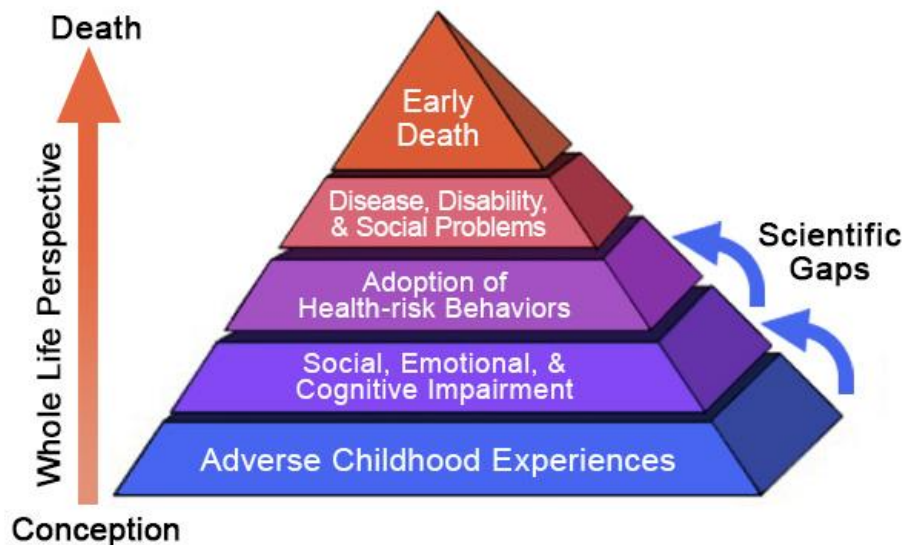 Death
Whole Life Perspective
Conception
Early
Death
Disease, Disability,
& Social Problems
Adoption of
Health-risk Behaviors
Social, Emotional, &
Cognitive Impairment
Adverse Childhood Experiences
Scientific
Gaps